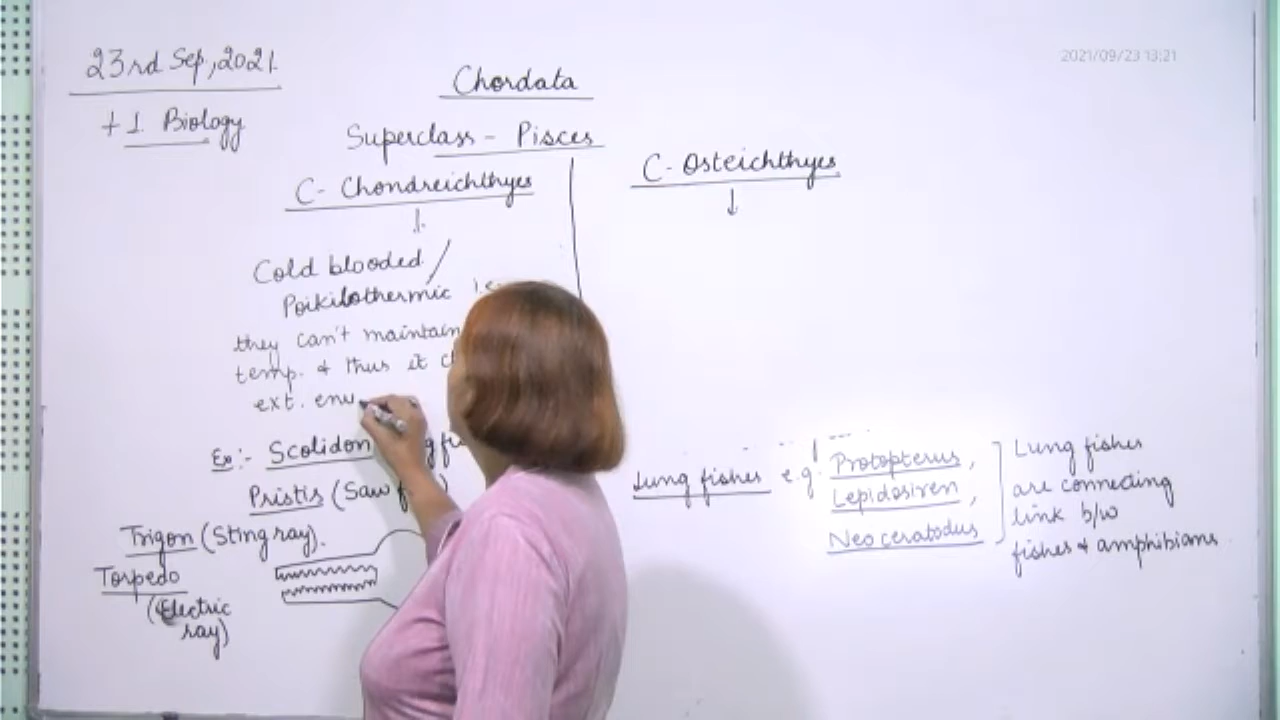 23rd Sep, 2021.
+1 Biology
2021/09/23 13:21
Chordata
Superclass - Pisces
C- Chondreichthyes
Cold blooded /
Poikilothermic
they can't maintain
temp. & thus it
ext. env
Ex:- Scolidon
Pristis (Saw
Trigon (Sting ray).
Torpedo
(Electric
ray)
C- Osteichthyes
Lung fishes e.g. Protopterus,
Lepidosiren,
Neoceratodus
Lung fishes
are connecting
link b/w
fishes & amphibians